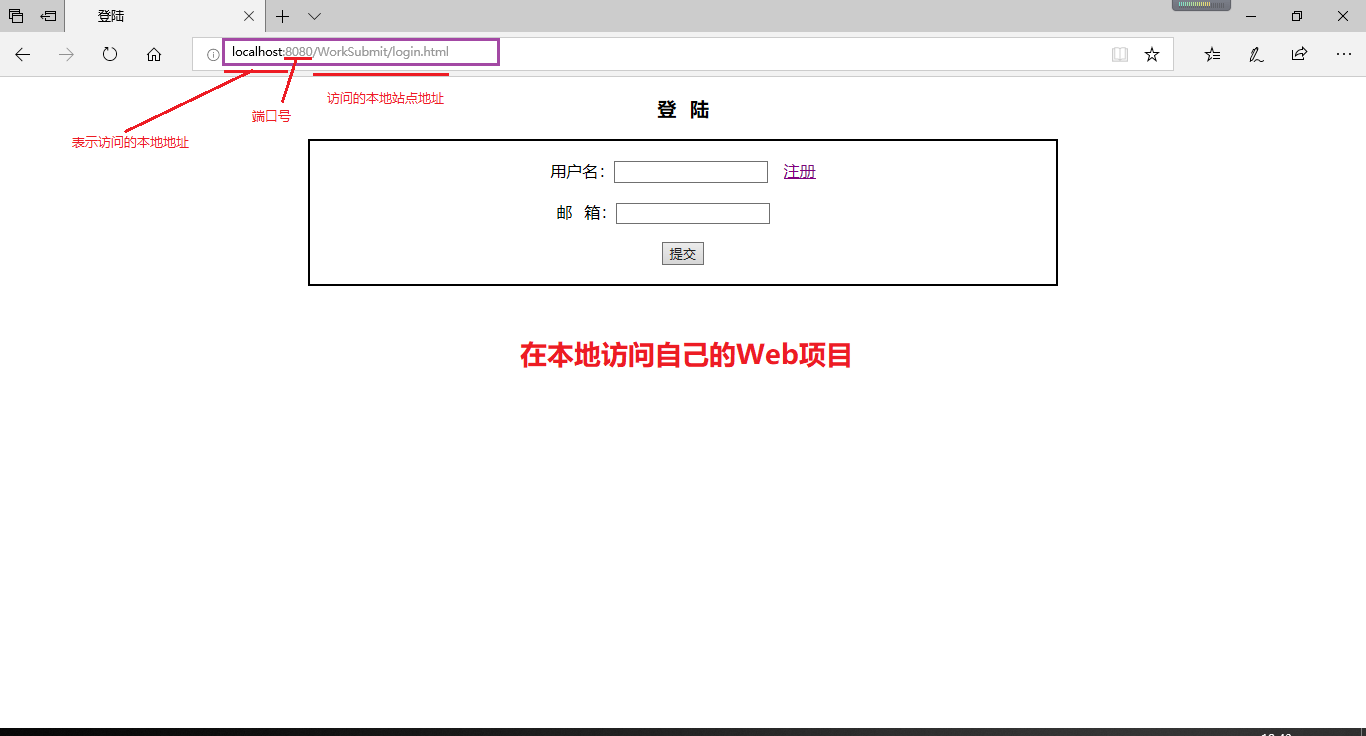 登陆
localhost:8080/WorkSubmit/login.html
访问的本地站点地址
端口号
表示访问的本地地址
登 陆
用户名： 注册
邮 箱：
提交
在本地访问自己的Web项目